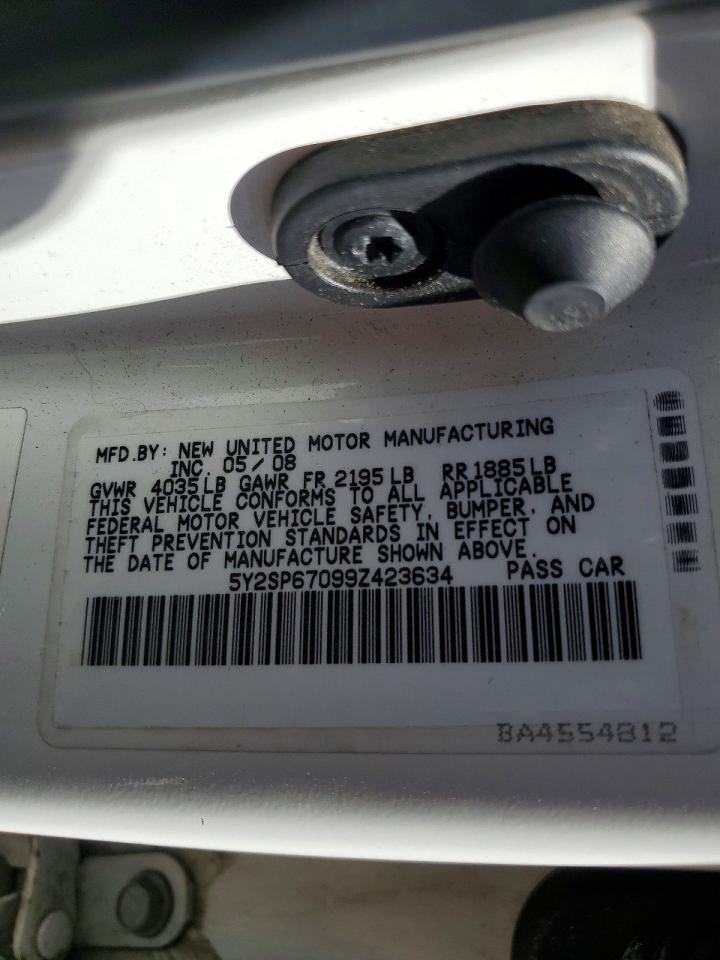 MFD.BY: NEW UNITED MOTOR MANUFACTURING
INC. 05/08
GVWR 4035LB GAWR FR 2195LB RR1885LB
THIS VEHICLE CONFORMS TO ALL APPLICABLE
FEDERAL MOTOR VEHICLE SAFETY, BUMPER, AND
THEFT PREVENTION STANDARDS IN EFFECT ON
THE DATE OF MANUFACTURE SHOWN ABOVE.
5Y2SP67099Z423634 PASS CAR
BA4554812